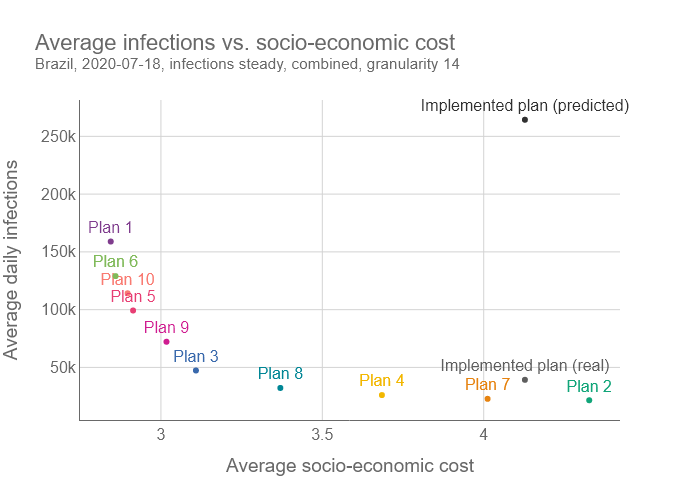 Average infections vs. socio-economic cost
Brazil, 2020-07-18, infections steady, combined, granularity 14
Average daily infections
250k
200k
150k
100k
50k
Implemented plan (predicted)
Plan 1
Plan 6
Plan 10
Plan 5
Plan 9
Plan 3
Plan 8
Plan 4
Implemented plan (real)
Plan 7
Plan 2
3
3.5
4
Average socio-economic cost